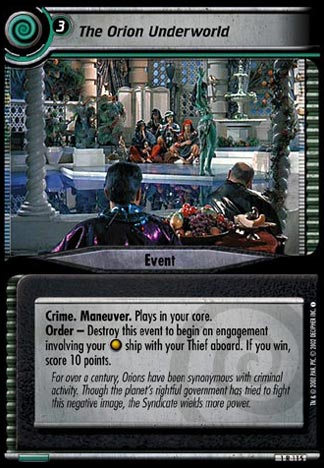 3
The Orion Underworld
Event
Crime. Maneuver. Plays in your core.
Order – Destroy this event to begin an engagement
involving your ship with your Thief aboard. If you win,
score 10 points.
For over a century, Orions have been synonymous with criminal
activity. Though the planet's rightful government has tried to fight
this negative image, the Syndicate wields more power.